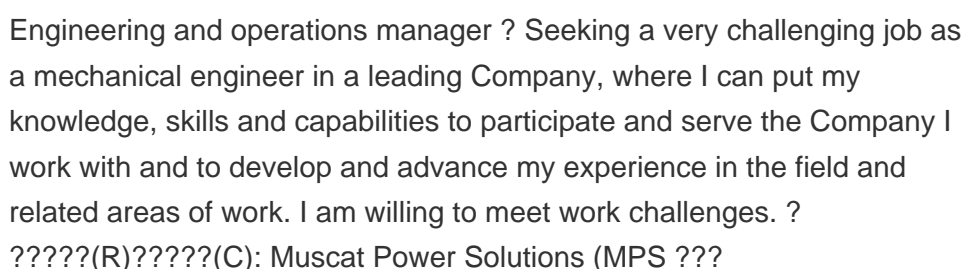 Engineering and operations manager ? Seeking a very challenging job as
a mechanical engineer in a leading Company, where I can put my
knowledge, skills and capabilities to participate and serve the Company I
work with and to develop and advance my experience in the field and
related areas of work. I am willing to meet work challenges. ?
?????(R)?????(C): Muscat Power Solutions (MPS ???